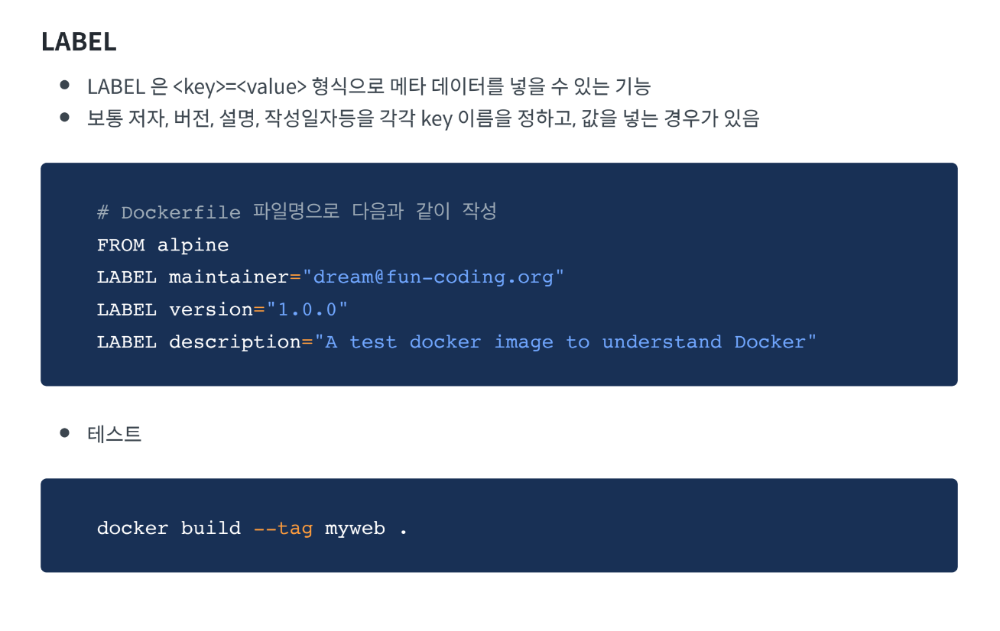 LABEL
● LABEL 은 <key>=<value> 형식으로 메타 데이터를 넣을 수 있는 기능
● 보통 저자, 버전, 설명, 작성일자등을 각각 key 이름을 정하고, 값을 넣는 경우가 있음
# Dockerfile 파일명으로 다음과 같이 작성
FROM alpine
LABEL maintainer="dream@fun-coding.org"
LABEL version="1.0.0"
LABEL description="A test docker image to understand Docker"
● 테스트
docker build --tag myweb .